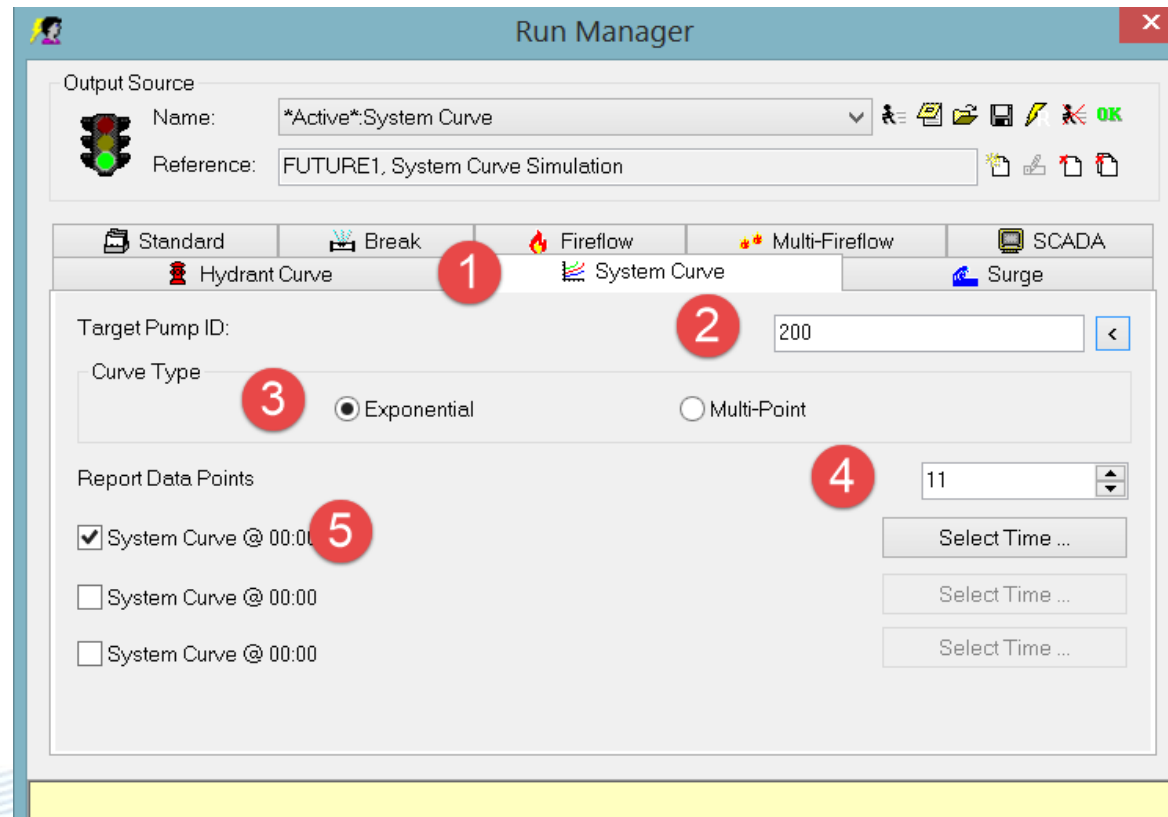 Run Manager
Output Source
Name: *Active*:System Curve OK
Reference: FUTURE1, System Curve Simulation
Standard Break Fireflow Multi-Fireflow SCADA
Hydrant Curve 1 System Curve Surge
Target Pump ID: 2 200 <
Curve Type
3 Exponential Multi-Point
Report Data Points 4 11
System Curve @ 00:00 5 Select Time ...
System Curve @ 00:00 Select Time ...
System Curve @ 00:00 Select Time ...